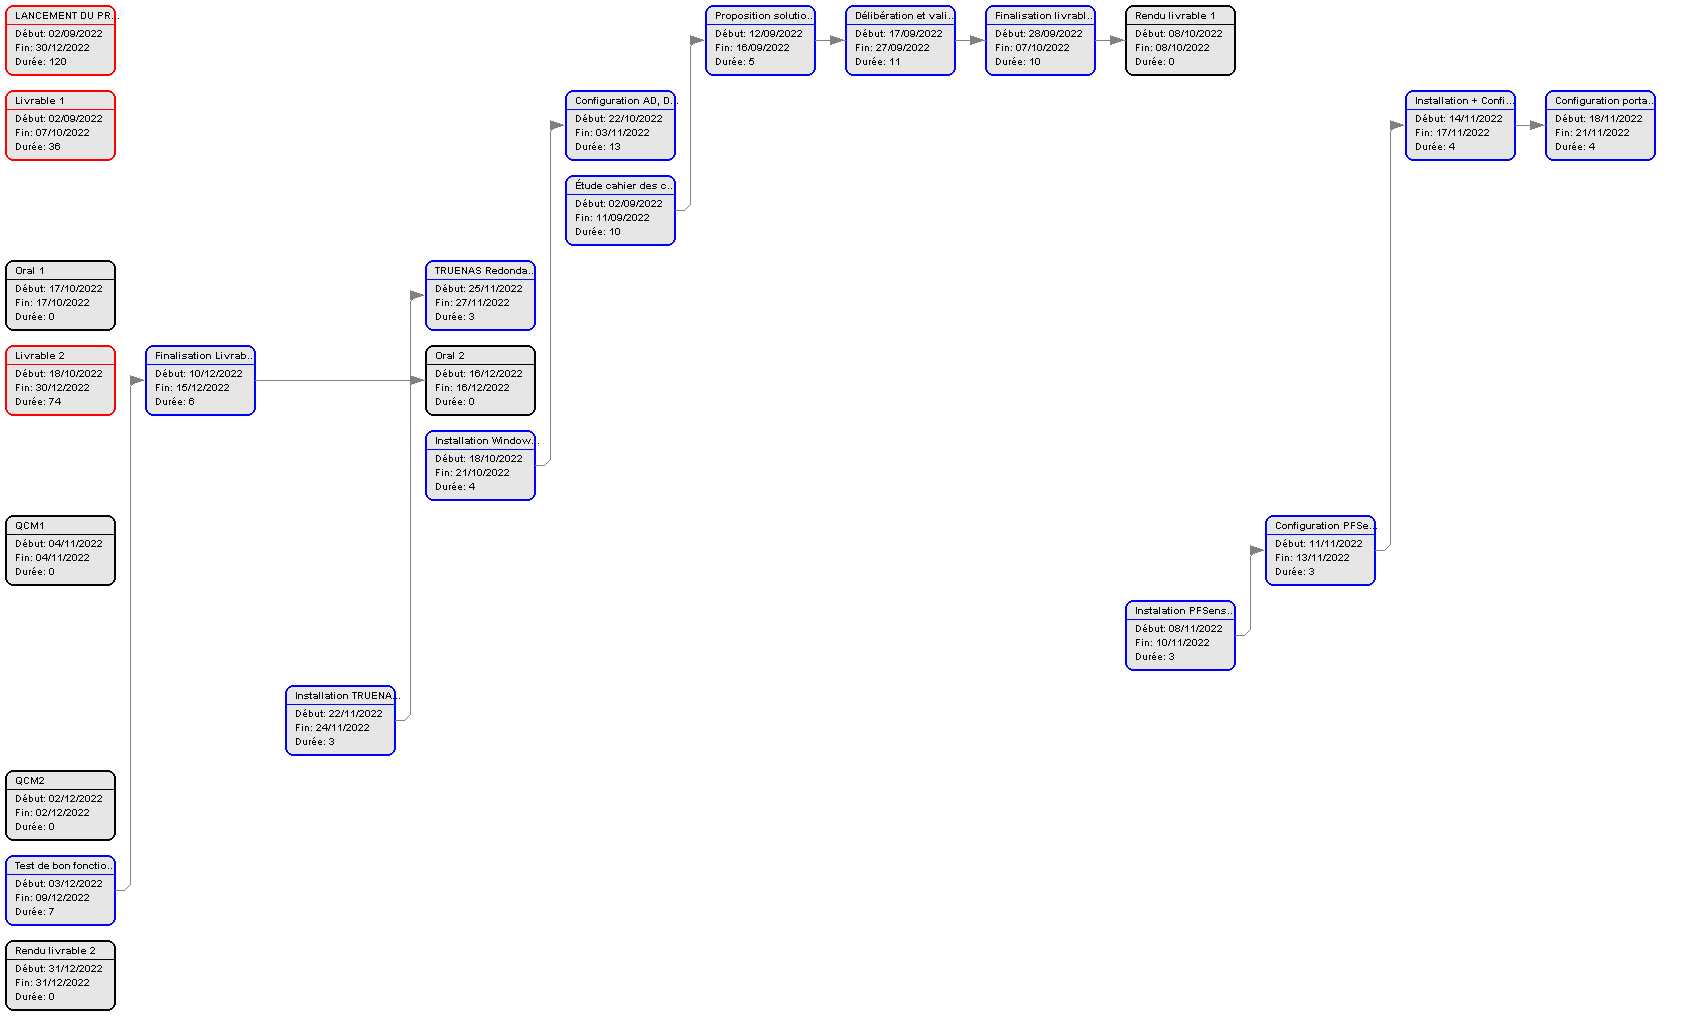 LANCEMENT DU PR...
Début: 02/09/2022
Fin: 30/12/2022
Durée: 120
Proposition solutio...
Début: 12/09/2022
Fin: 16/09/2022
Durée: 5
Délibération et vali...
Début: 17/09/2022
Fin: 27/09/2022
Durée: 11
Finalisation livrabl...
Début: 28/09/2022
Fin: 07/10/2022
Durée: 10
Rendu livrable 1
Début: 08/10/2022
Fin: 08/10/2022
Durée: 0
Livrable 1
Début: 02/09/2022
Fin: 07/10/2022
Durée: 36
Configuration AD, D...
Début: 22/10/2022
Fin: 03/11/2022
Durée: 13
Installation + Confi...
Début: 14/11/2022
Fin: 17/11/2022
Durée: 4
Configuration porta...
Début: 18/11/2022
Fin: 21/11/2022
Durée: 4
Étude cahier des c...
Début: 02/09/2022
Fin: 11/09/2022
Durée: 10
Oral 1
Début: 17/10/2022
Fin: 17/10/2022
Durée: 0
TRUENAS Redonda...
Début: 25/11/2022
Fin: 27/11/2022
Durée: 3
Livrable 2
Début: 18/10/2022
Fin: 30/12/2022
Durée: 74
Finalisation Livrab...
Début: 10/12/2022
Fin: 15/12/2022
Durée: 6
Oral 2
Début: 16/12/2022
Fin: 16/12/2022
Durée: 0
Installation Window...
Début: 18/10/2022
Fin: 21/10/2022
Durée: 4
QCM1
Début: 04/11/2022
Fin: 04/11/2022
Durée: 0
Configuration PFSe...
Début: 11/11/2022
Fin: 13/11/2022
Durée: 3
Instalation PFSens...
Début: 08/11/2022
Fin: 10/11/2022
Durée: 3
Installation TRUENA...
Début: 22/11/2022
Fin: 24/11/2022
Durée: 3
QCM2
Début: 02/12/2022
Fin: 02/12/2022
Durée: 0
Test de bon fonctio...
Début: 03/12/2022
Fin: 09/12/2022
Durée: 7
Rendu livrable 2
Début: 31/12/2022
Fin: 31/12/2022
Durée: 0